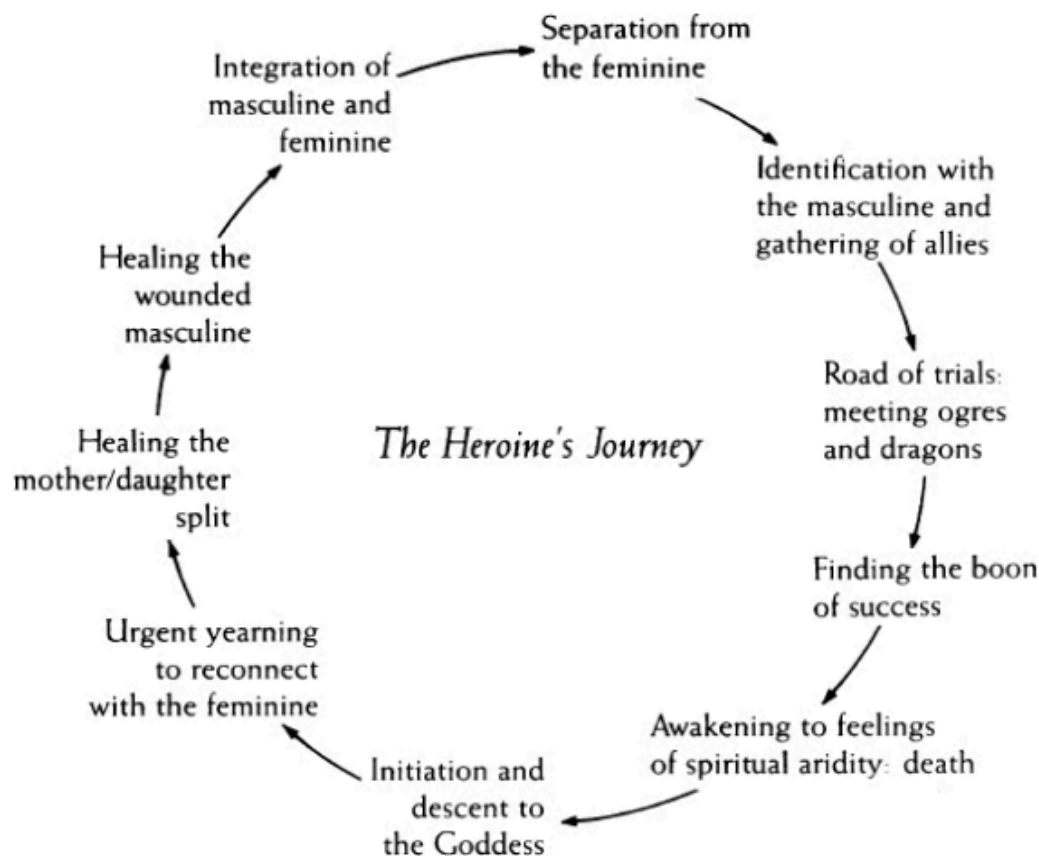 Separation from
the feminine
Identification with
the masculine and
gathering of allies
Road of trials:
meeting ogres
and dragons
Finding the boon
of success
Awakening to feelings
of spiritual aridity: death
Initiation and
descent to
the Goddess
Urgent yearning
to reconnect
with the feminine
Healing the
mother/daughter
split
Healing the
wounded
masculine
Integration of
masculine and
feminine
The Heroine's Journey